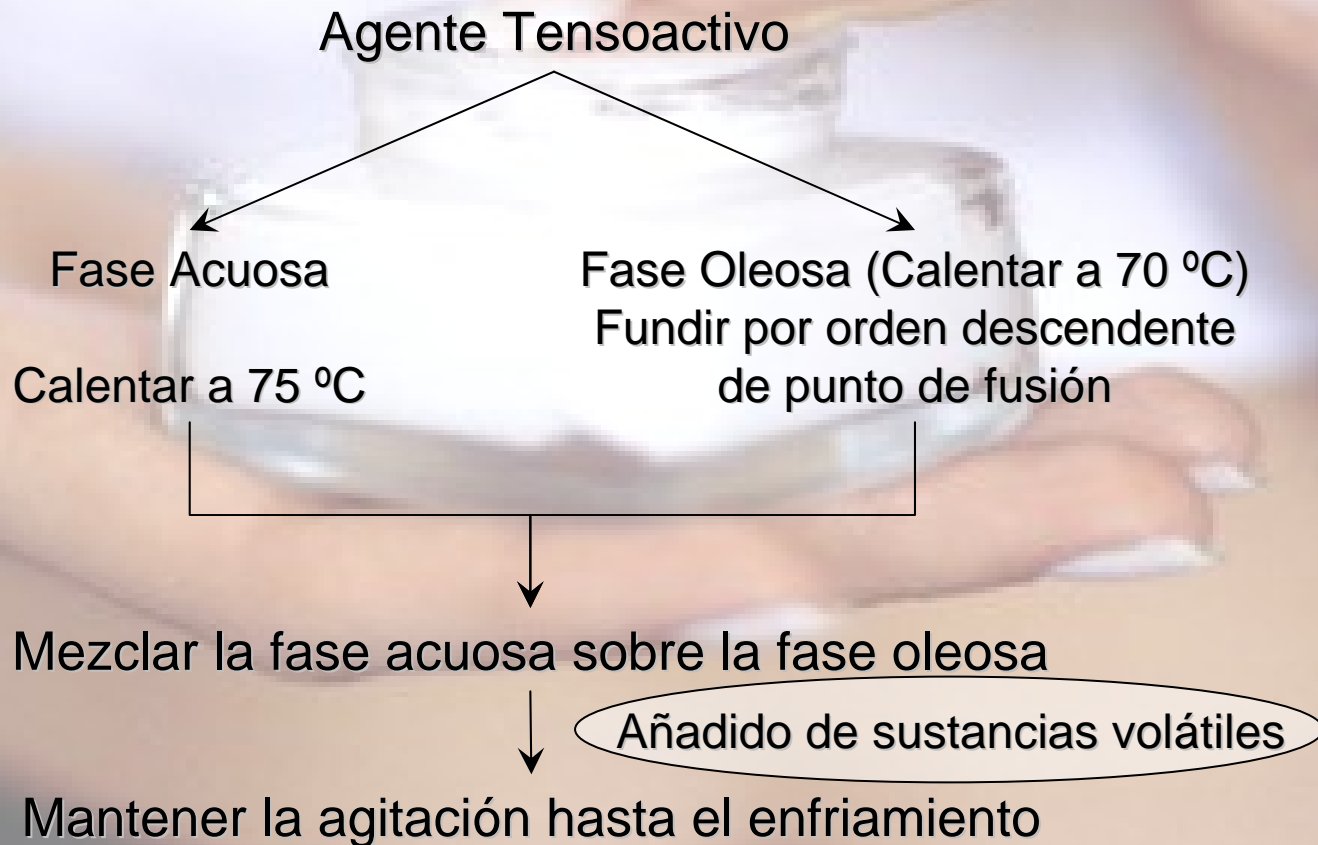 Agente Tensoactivo
Fase Acuosa
Calentar a 75 ºC
Fase Oleosa (Calentar a 70 ºC)
Fundir por orden descendente
de punto de fusión
Mezclar la fase acuosa sobre la fase oleosa
Añadido de sustancias volátiles
Mantener la agitación hasta el enfriamiento